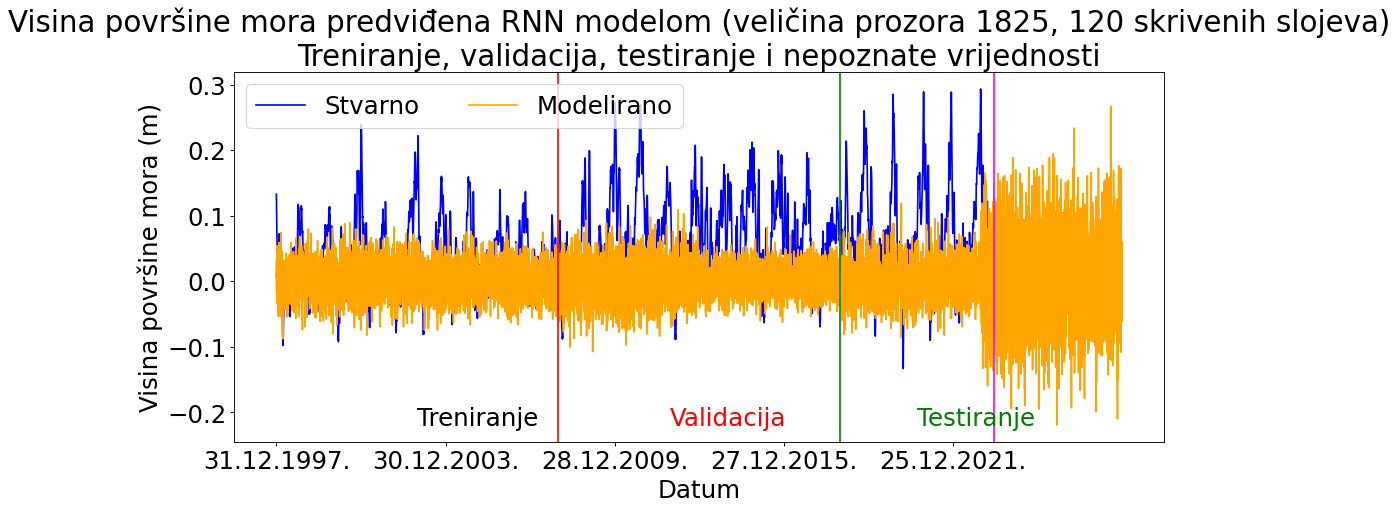 Visina površine mora predviđena RNN modelom (veličina prozora 1825, 120 skrivenih slojeva)
Treniranje, validacija, testiranje i nepoznate vrijednosti
Stvarno Modelirano
Visina površine mora (m)
0.3
0.2
0.1
0.0
−0.1
−0.2
Treniranje Validacija Testiranje
31.12.1997. 30.12.2003. 28.12.2009. 27.12.2015. 25.12.2021.
Datum